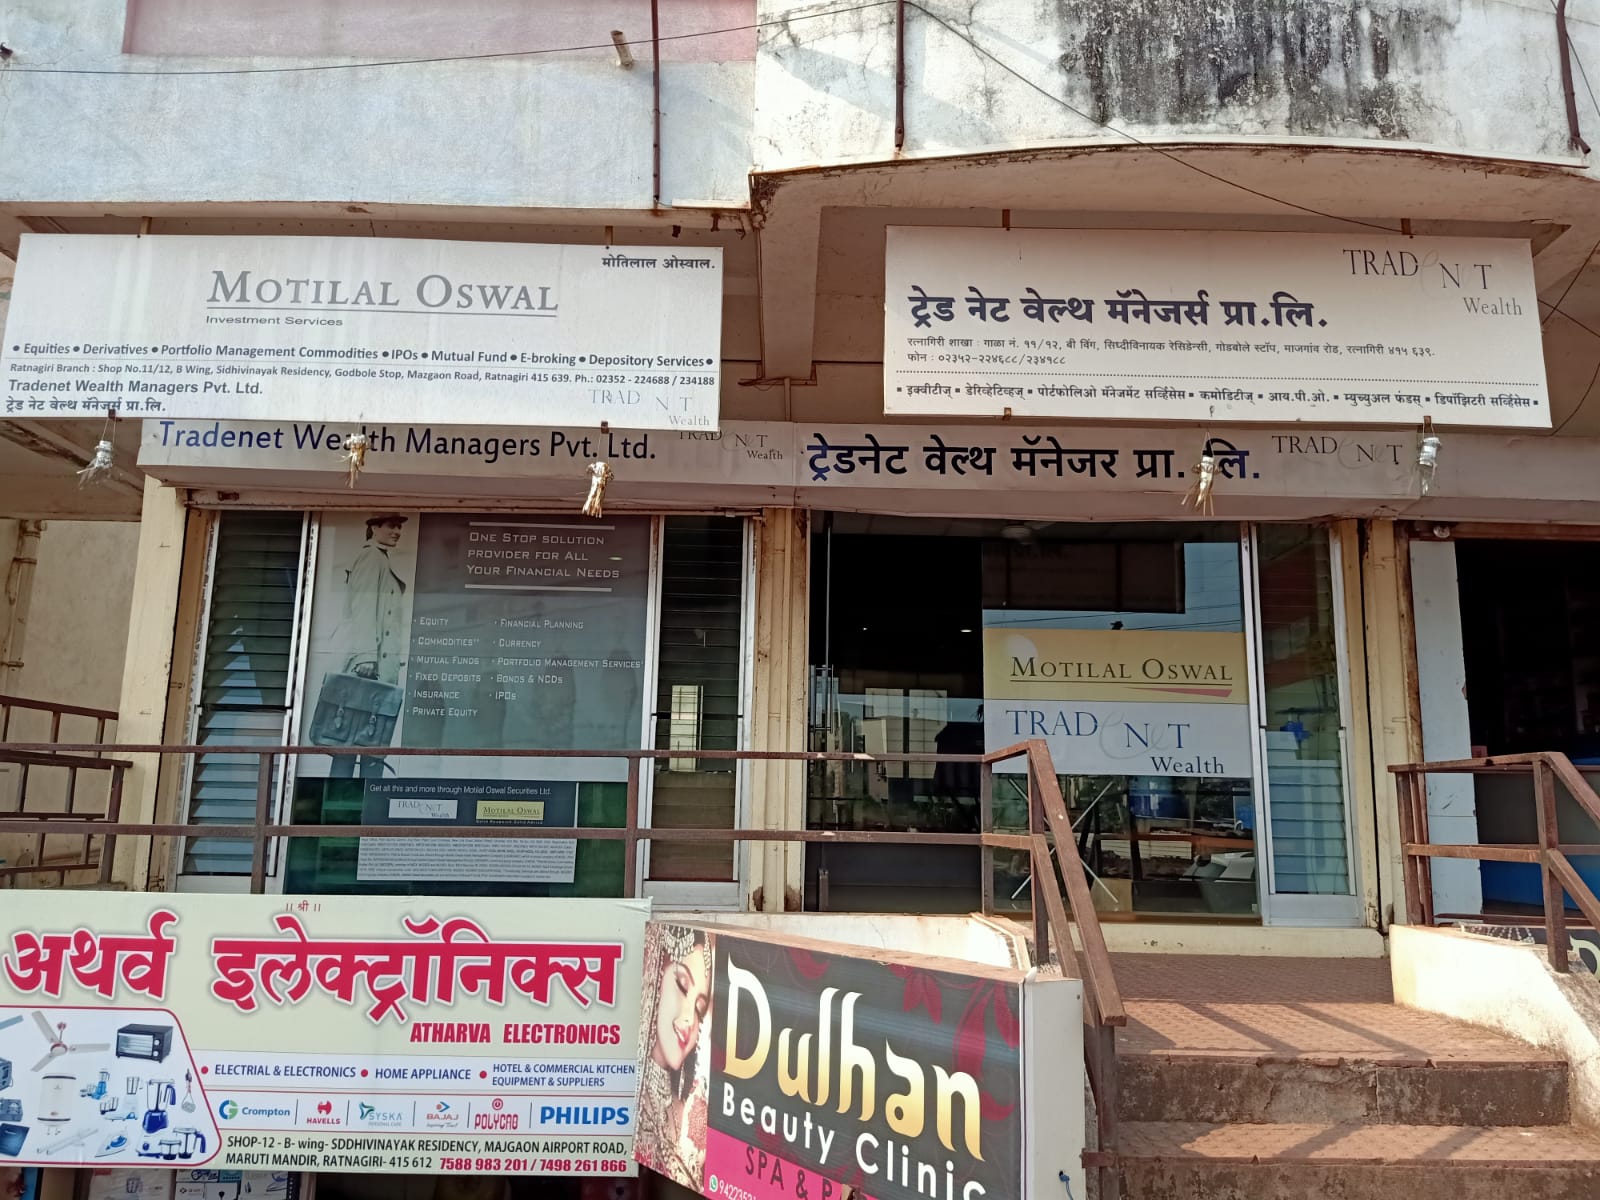 मोतिलाल ओस्वाल.
MOTILAL OSWAL
Investment Services
• Equities • Derivatives • Portfolio Management Commodities • IPOs • Mutual Fund • E-broking • Depository Services •
Ratnagiri Branch : Shop No.11/12, B Wing, Sidhivinayak Residency, Godbole Stop, Mazgaon Road, Ratnagiri 415 639. Ph.: 02352 - 224688 / 234188
Tradenet Wealth Managers Pvt. Ltd.
ट्रेड नेट वेल्थ मॅनेजर्स प्रा.लि.
TRADeNeT
Wealth
TRADeNeT
Wealth
ट्रेड नेट वेल्थ मॅनेजर्स प्रा.लि.
रत्नागिरी शाखा : गाळा नं. ११/१२, बी विंग, सिध्दीविनायक रेसिडेन्सी, गोडबोले स्टॉप, माजगांव रोड, रत्नागिरी ४१५ ६३९.
फोन : ०२३५२-२२४६८८/२३४१८८
▪ इक्वीटीज् ▪ डेरिव्हेटिव्हज् ▪ पोर्टफोलिओ मॅनेजमेंट सर्व्हिसेस ▪ कमोडिटीज् ▪ आय.पी.ओ. ▪ म्युच्युअल फंडस् ▪ डिपॉझिटरी सर्व्हिसेस ▪
Tradenet Wealth Managers Pvt. Ltd.
TRADeNeT
Wealth
ट्रेडनेट वेल्थ मॅनेजर प्रा. लि.
TRADeNeT
ONE STOP SOLUTION
PROVIDER FOR ALL
YOUR FINANCIAL NEEDS
• EQUITY
• COMMODITIES**
• MUTUAL FUNDS
• FIXED DEPOSITS
• INSURANCE
• PRIVATE EQUITY
• FINANCIAL PLANNING
• CURRENCY
• PORTFOLIO MANAGEMENT SERVICES*
• BONDS & NCDs
• IPOs
Get all this and more through Motilal Oswal Securities Ltd.
TRADeNeT
Wealth
MOTILAL OSWAL
MOTILAL OSWAL
TRADeNeT
Wealth
।। श्री ।।
अथर्व इलेक्ट्रॉनिक्स
ATHARVA ELECTRONICS
• ELECTRIAL & ELECTRONICS • HOME APPLIANCE • HOTEL & COMMERCIAL KITCHEN
EQUIPMENT & SUPPLIERS
Crompton HAVELLS SYSKA PERSONAL CARE BAJAJ POLYCAB PHILIPS
SHOP-12 - B- wing- SDDHIVINAYAK RESIDENCY, MAJGAON AIRPORT ROAD,
MARUTI MANDIR, RATNAGIRI- 415 612 7588 983 201 / 7498 261 866
Dulhan
Beauty Clinic
SPA &